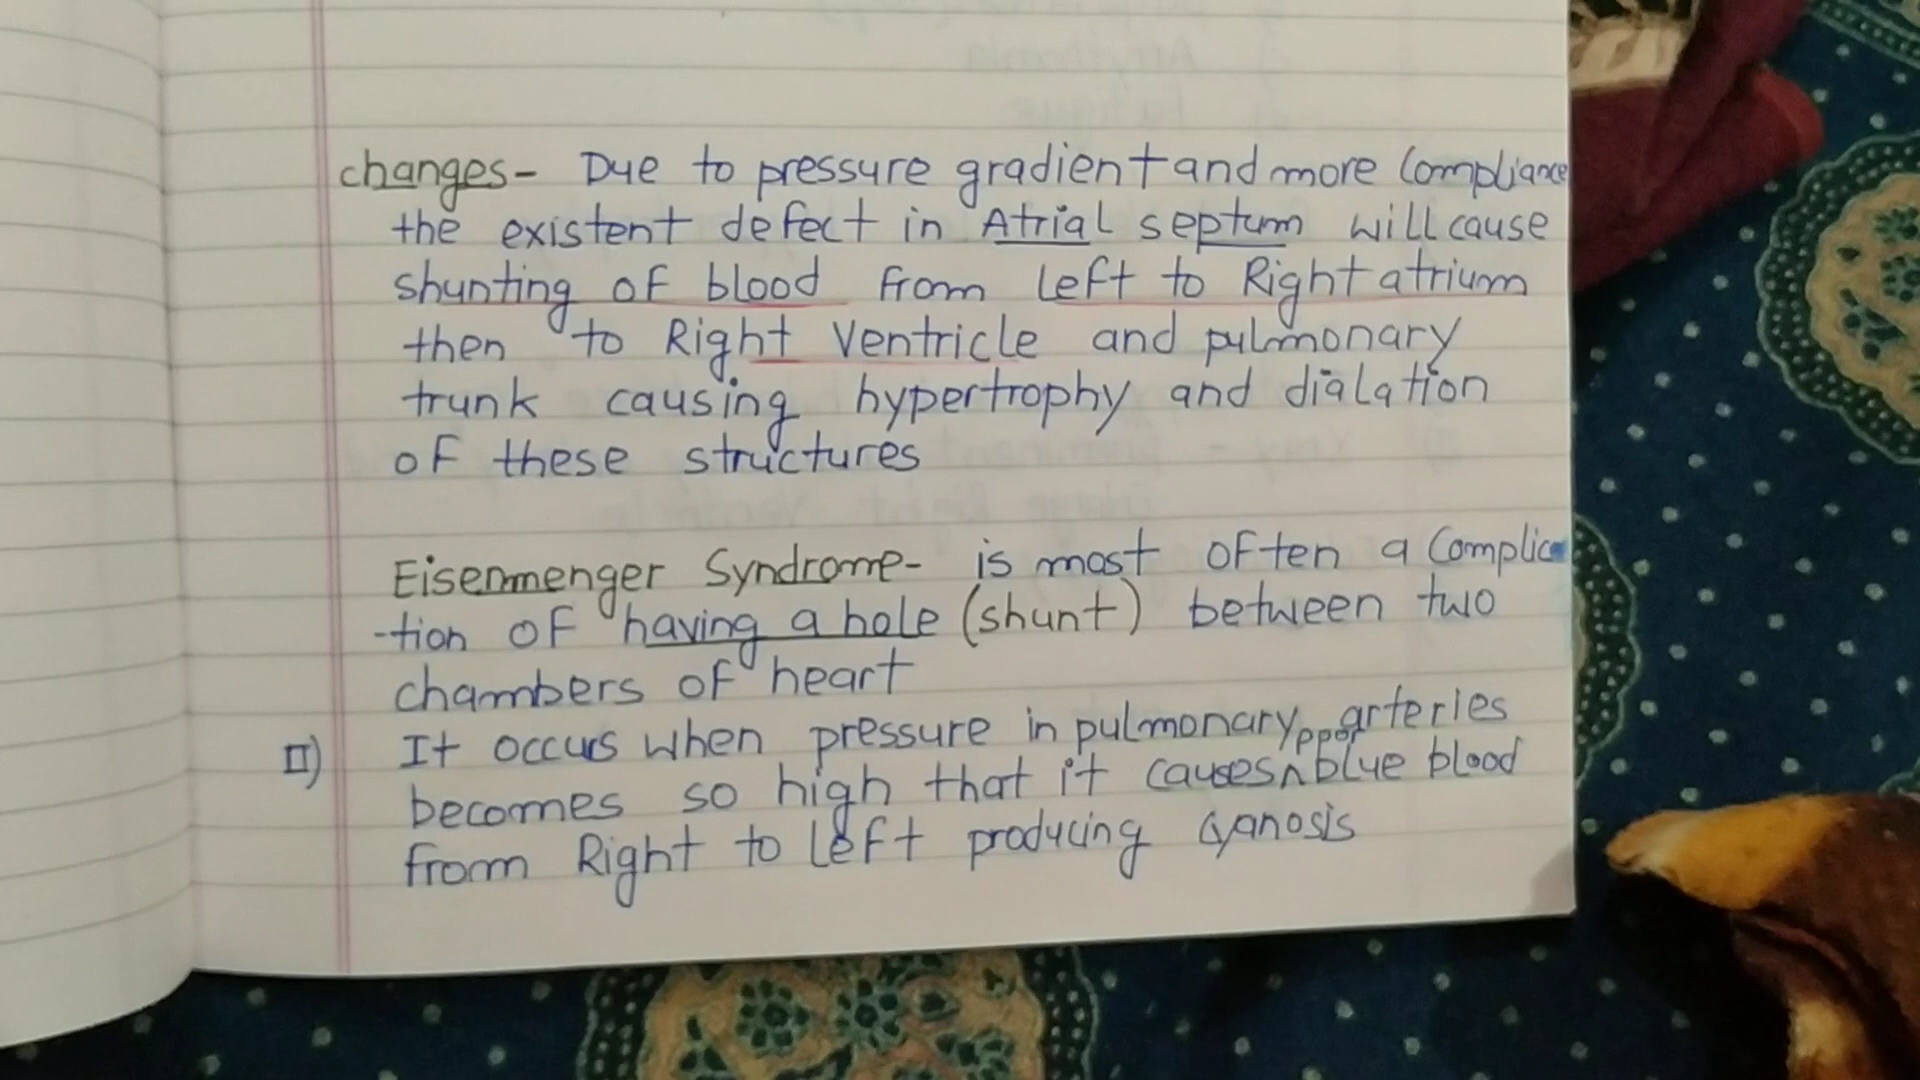 changes- Due to pressure gradient and more compliance
the existent defect in Atrial septum will cause
shunting of blood from left to Right atrium
then to Right Ventricle and pulmonary
trunk causing hypertrophy and dialation
of these structures
Eisenmenger Syndrome- is most often a Complica
-tion of having a hole (shunt) between two
chambers of heart
II) It occurs when pressure in pulmonary arteries
becomes so high that it causes blue blood
from Right to left producing cyanosis